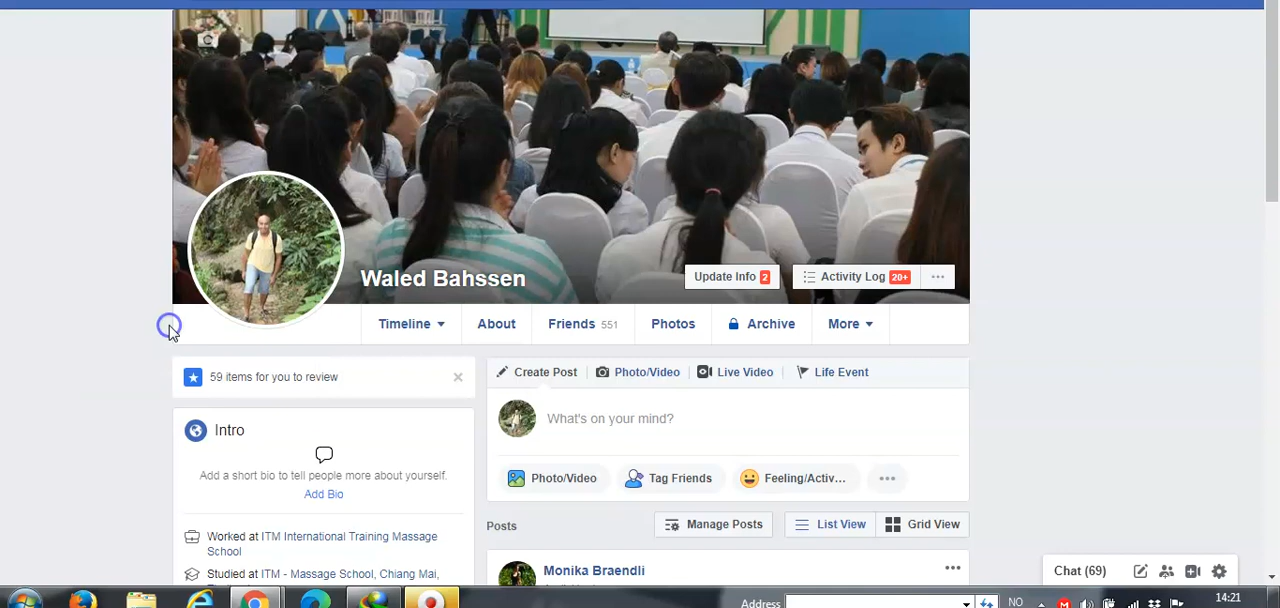 Waled Bahssen
Update Info 2
Activity Log 20+
Timeline
About
Friends 551
Photos
Archive
More
59 items for you to review
Create Post
Photo/Video
Live Video
Life Event
What's on your mind?
Photo/Video
Tag Friends
Feeling/Activ...
Intro
Add a short bio to tell people more about yourself.
Add Bio
Worked at ITM International Training Massage
School
Studied at ITM - Massage School, Chiang Mai,
Posts
Manage Posts
List View
Grid View
Monika Braendli
Chat (69)
Address
NO
14:21